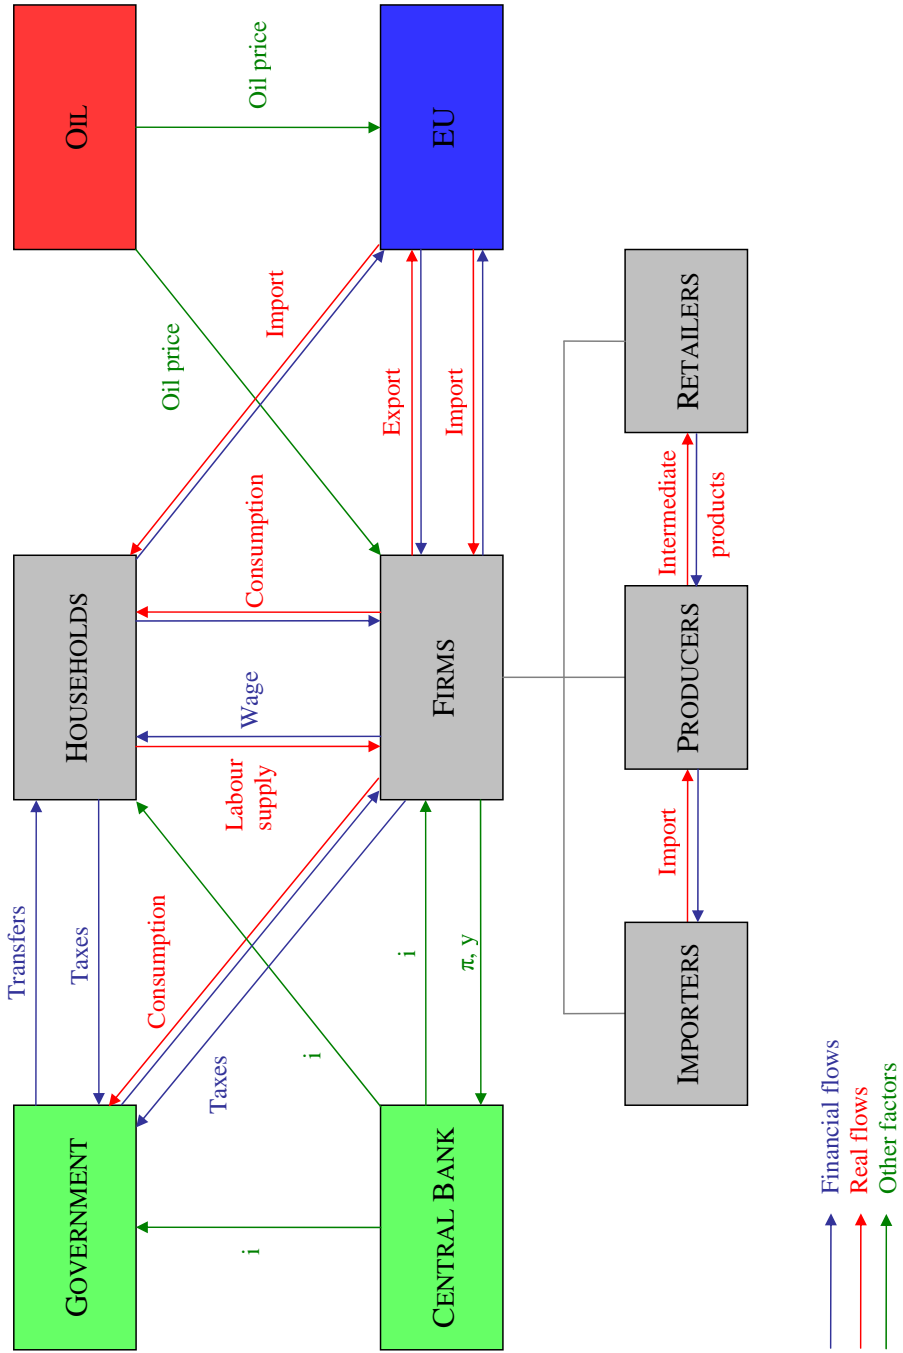 GOVERNMENT
Transfers
Taxes
HOUSEHOLDS
Import
OIL
Oil price
Oil price
i
i
Consumption
Taxes
Labour
supply
Wage
Consumption
CENTRAL BANK
i
π, y
FIRMS
Export
Import
EU
IMPORTERS
Import
PRODUCERS
Intermediate
products
RETAILERS
Financial flows
Real flows
Other factors